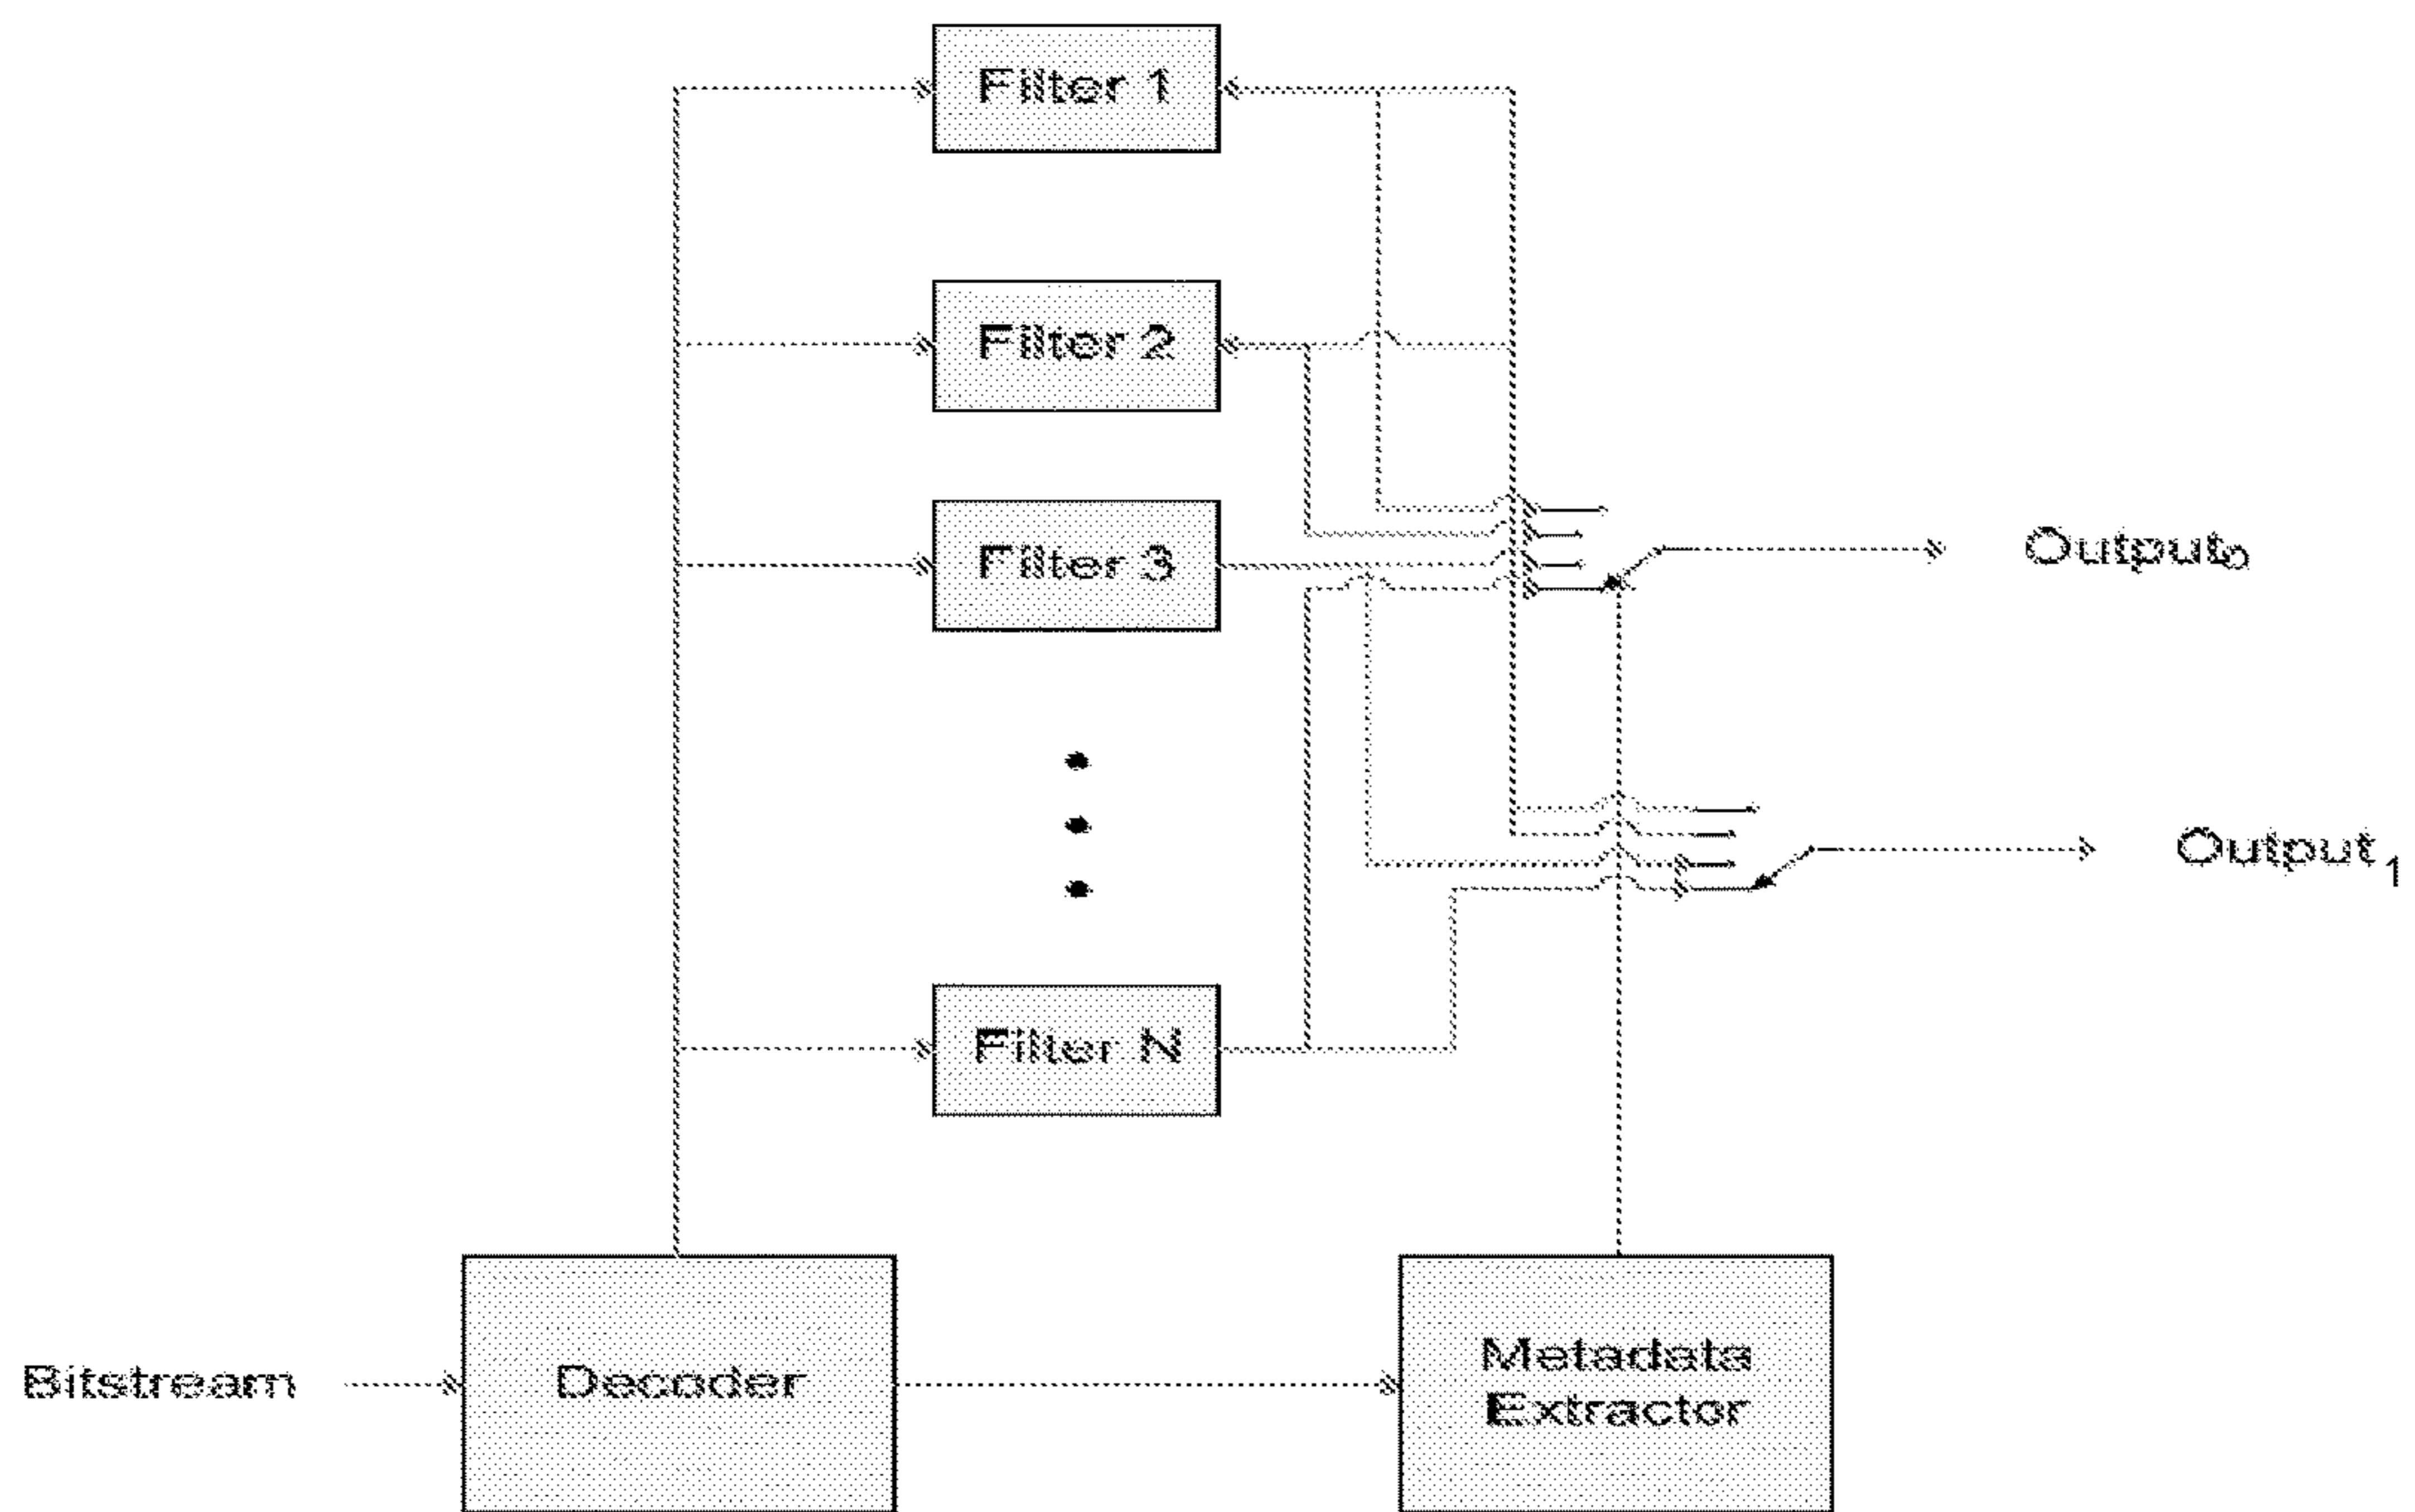 Filter 1
Filter 2
Filter 3
Output₀
Output₁
Filter N
Bitstream
Decoder
Metadata
Extractor